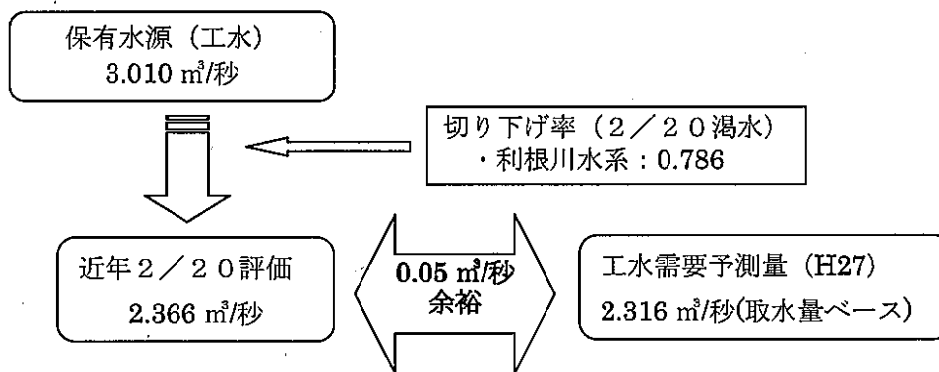 保有水源（工水）
3.010 ㎥/秒
切り下げ率（2／20渇水）
・利根川水系：0.786
近年2／20評価
2.366 ㎥/秒
0.05 ㎥/秒
余裕
工水需要予測量（H27）
2.316 ㎥/秒(取水量ベース)